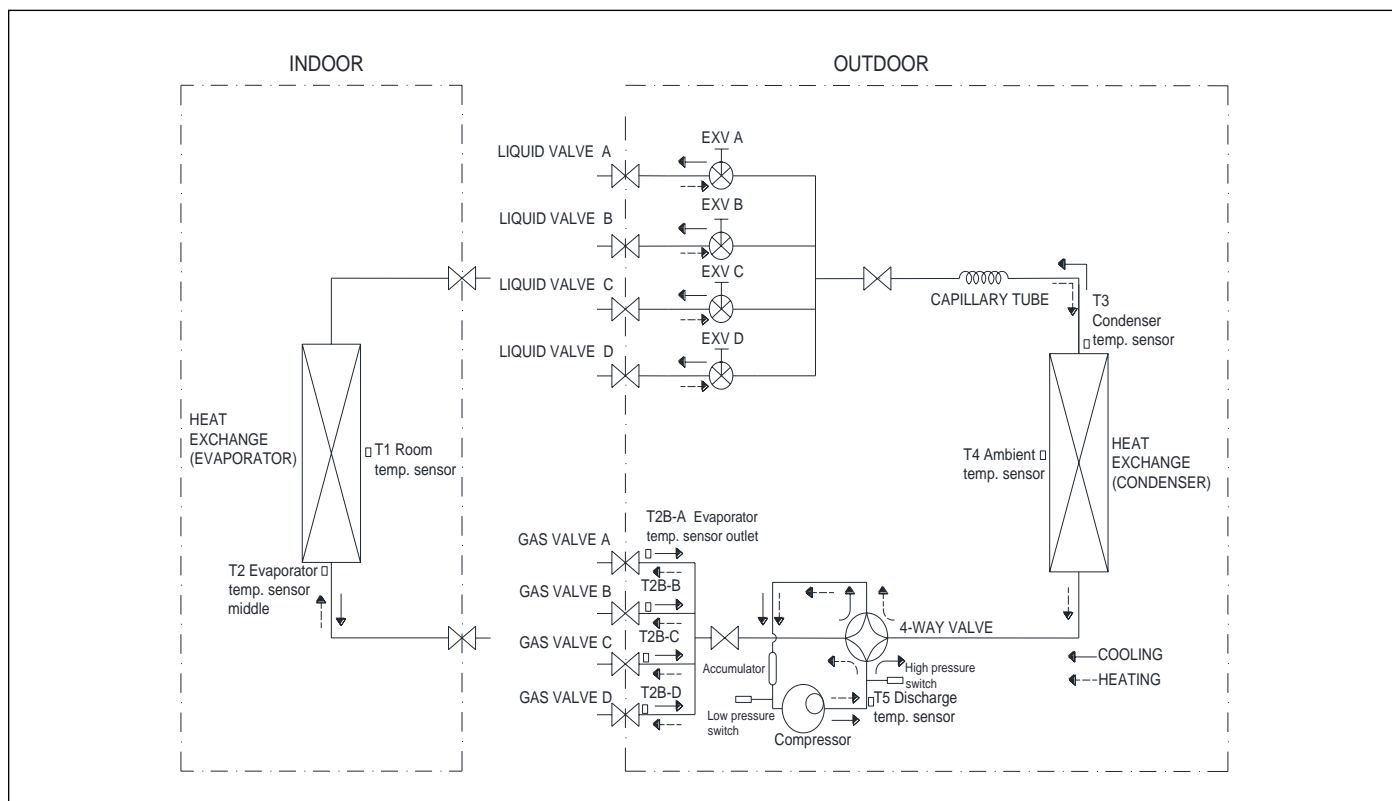 INDOOR
OUTDOOR
EXV A
LIQUID VALVE A
EXV B
LIQUID VALVE B
EXV C
LIQUID VALVE C
EXV D
LIQUID VALVE D
CAPILLARY TUBE
T3
Condenser
temp. sensor
HEAT
EXCHANGE
(EVAPORATOR)
T1 Room
temp. sensor
T4 Ambient
temp. sensor
HEAT
EXCHANGE
(CONDENSER)
T2 Evaporator
temp. sensor
middle
T2B-A Evaporator
temp. sensor outlet
GAS VALVE A
T2B-B
GAS VALVE B
T2B-C
GAS VALVE C
T2B-D
GAS VALVE D
4-WAY VALVE
Accumulator
High pressure
switch
Low pressure
switch
T5 Discharge
temp. sensor
Compressor
COOLING
HEATING